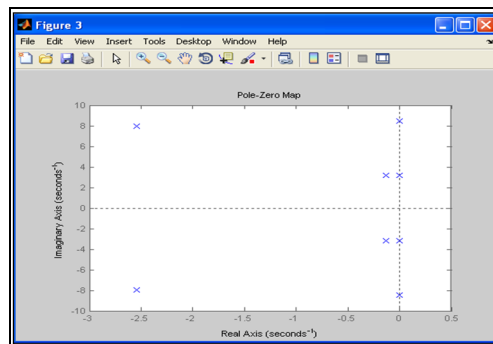 Figure 3
File Edit View Insert Tools Desktop Window Help
Pole-Zero Map
Imaginary Axis (seconds⁻¹)
10
8
6
4
2
0
-2
-4
-6
-8
-10
-3 -2.5 -2 -1.5 -1 -0.5 0 0.5
Real Axis (seconds⁻¹)